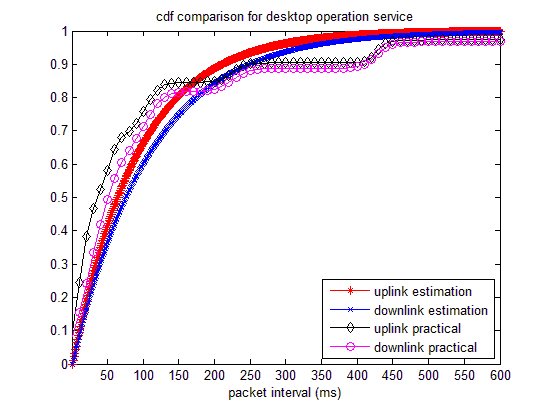 cdf comparison for desktop operation service
1
0.9
0.8
0.7
0.6
0.5
0.4
0.3
0.2
0.1
0
50 100 150 200 250 300 350 400 450 500 550 600
packet interval (ms)
uplink estimation
downlink estimation
uplink practical
downlink practical